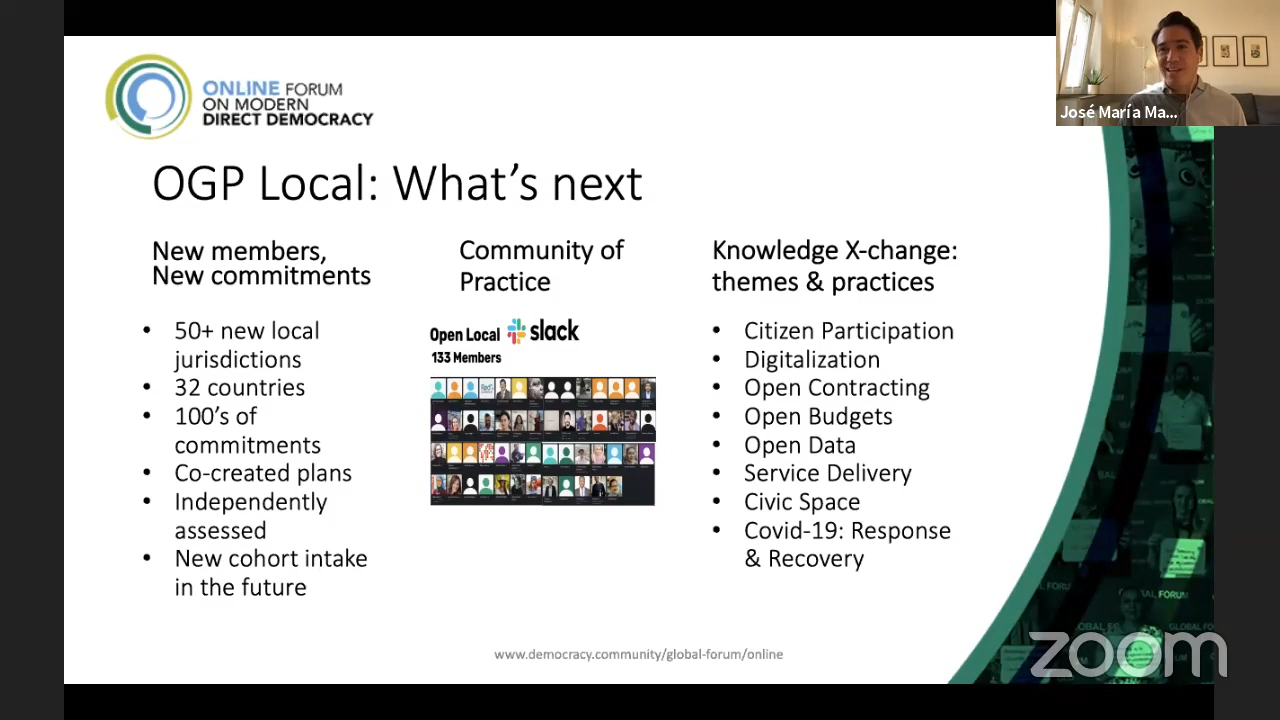 ONLINE FORUM
ON MODERN
DIRECT DEMOCRACY
José María Ma...
OGP Local: What's next
New members,
New commitments
50+ new local
jurisdictions
32 countries
100's of
commitments
Co-created plans
Independently
assessed
New cohort intake
in the future
Community of
Practice
Open Local slack
133 Members
Knowledge X-change:
themes & practices
Citizen Participation
Digitalization
Open Contracting
Open Budgets
Open Data
Service Delivery
Civic Space
Covid-19: Response
& Recovery
www.democracy.community/global-forum/online
GLOBAL FORUM
zoom